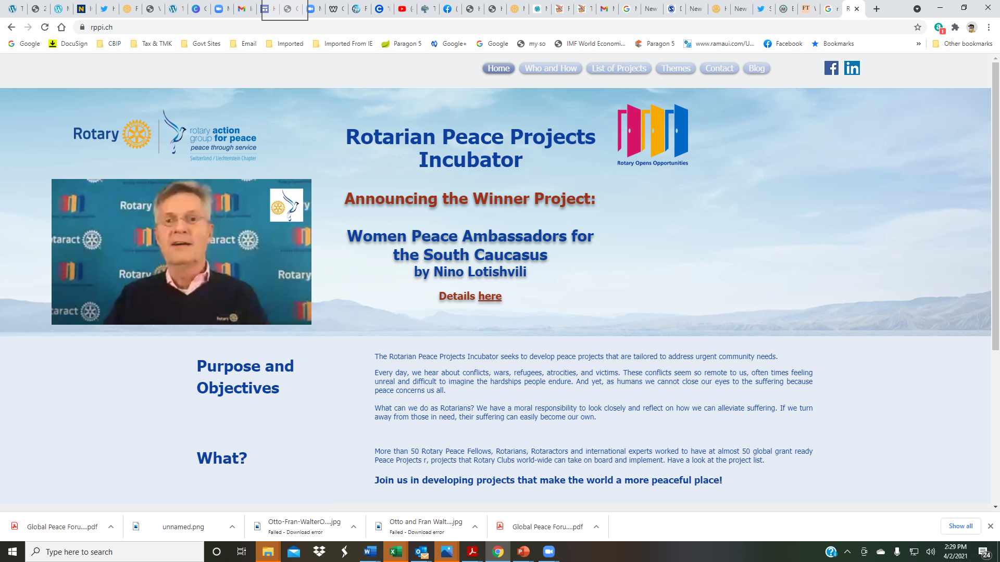 rppi.ch
Google
DocuSign
CBIP
Tax & TMK
Govt Sites
Email
Imported
Imported From IE
Paragon 5
Google+
Google
my so
IMF World Economi...
Paragon 5
www.ramaui.com/U...
Facebook
Bookmarks
»
Other bookmarks
Home
Who and How
List of Projects
Themes
Contact
Blog
Rotary
rotary action
group for peace
peace through service
Switzerland / Liechtenstein Chapter
Rotarian Peace Projects
Incubator
Rotary Opens Opportunities
Announcing the Winner Project:
Women Peace Ambassadors for
the South Caucasus
by Nino Lotishvili
Details here
Rotary
taract
aract
Rotary
Rotary
taract
Rotary
Purpose and
Objectives
The Rotarian Peace Projects Incubator seeks to develop peace projects that are tailored to address urgent community needs.
Every day, we hear about conflicts, wars, refugees, atrocities, and victims. These conflicts seem so remote to us, often times feeling
unreal and difficult to imagine the hardships people endure. And yet, as humans we cannot close our eyes to the suffering because
peace concerns us all.
What can we do as Rotarians? We have a moral responsibility to look closely and reflect on how we can alleviate suffering. If we turn
away from those in need, their suffering can easily become our own.
What?
More than 50 Rotary Peace Fellows, Rotarians, Rotaractors and international experts worked to have at almost 50 global grant ready
Peace Projects r, projects that Rotary Clubs world-wide can take on board and implement. Have a look at the project list.
Join us in developing projects that make the world a more peaceful place!
Global Peace Foru....pdf
unnamed.png
Otto-Fran-WalterO....jpg
Failed - Download error
Otto and Fran Walt....jpg
Failed - Download error
Global Peace Foru....pdf
Show all
Type here to search
2:29 PM
4/2/2021
24